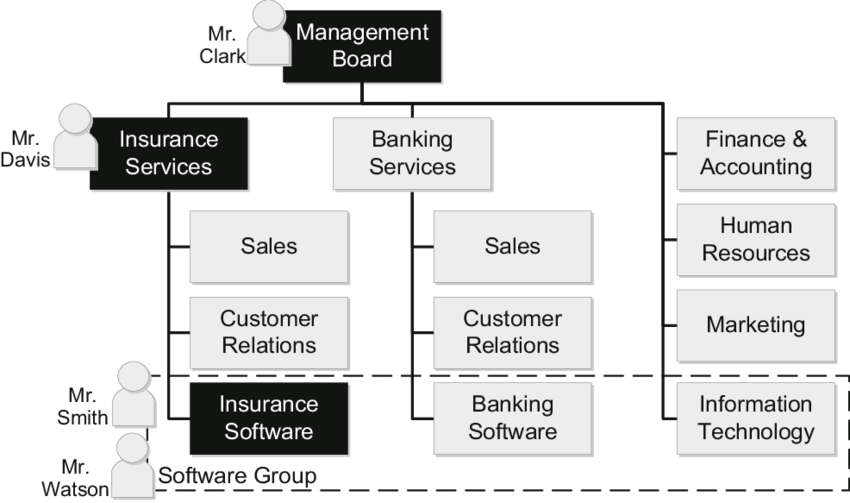 Mr.
Clark
Management
Board
Mr.
Davis
Insurance
Services
Banking
Services
Finance &
Accounting
Sales
Sales
Human
Resources
Customer
Relations
Customer
Relations
Marketing
Mr.
Smith
Insurance
Software
Banking
Software
Information
Technology
Mr.
Watson
Software Group